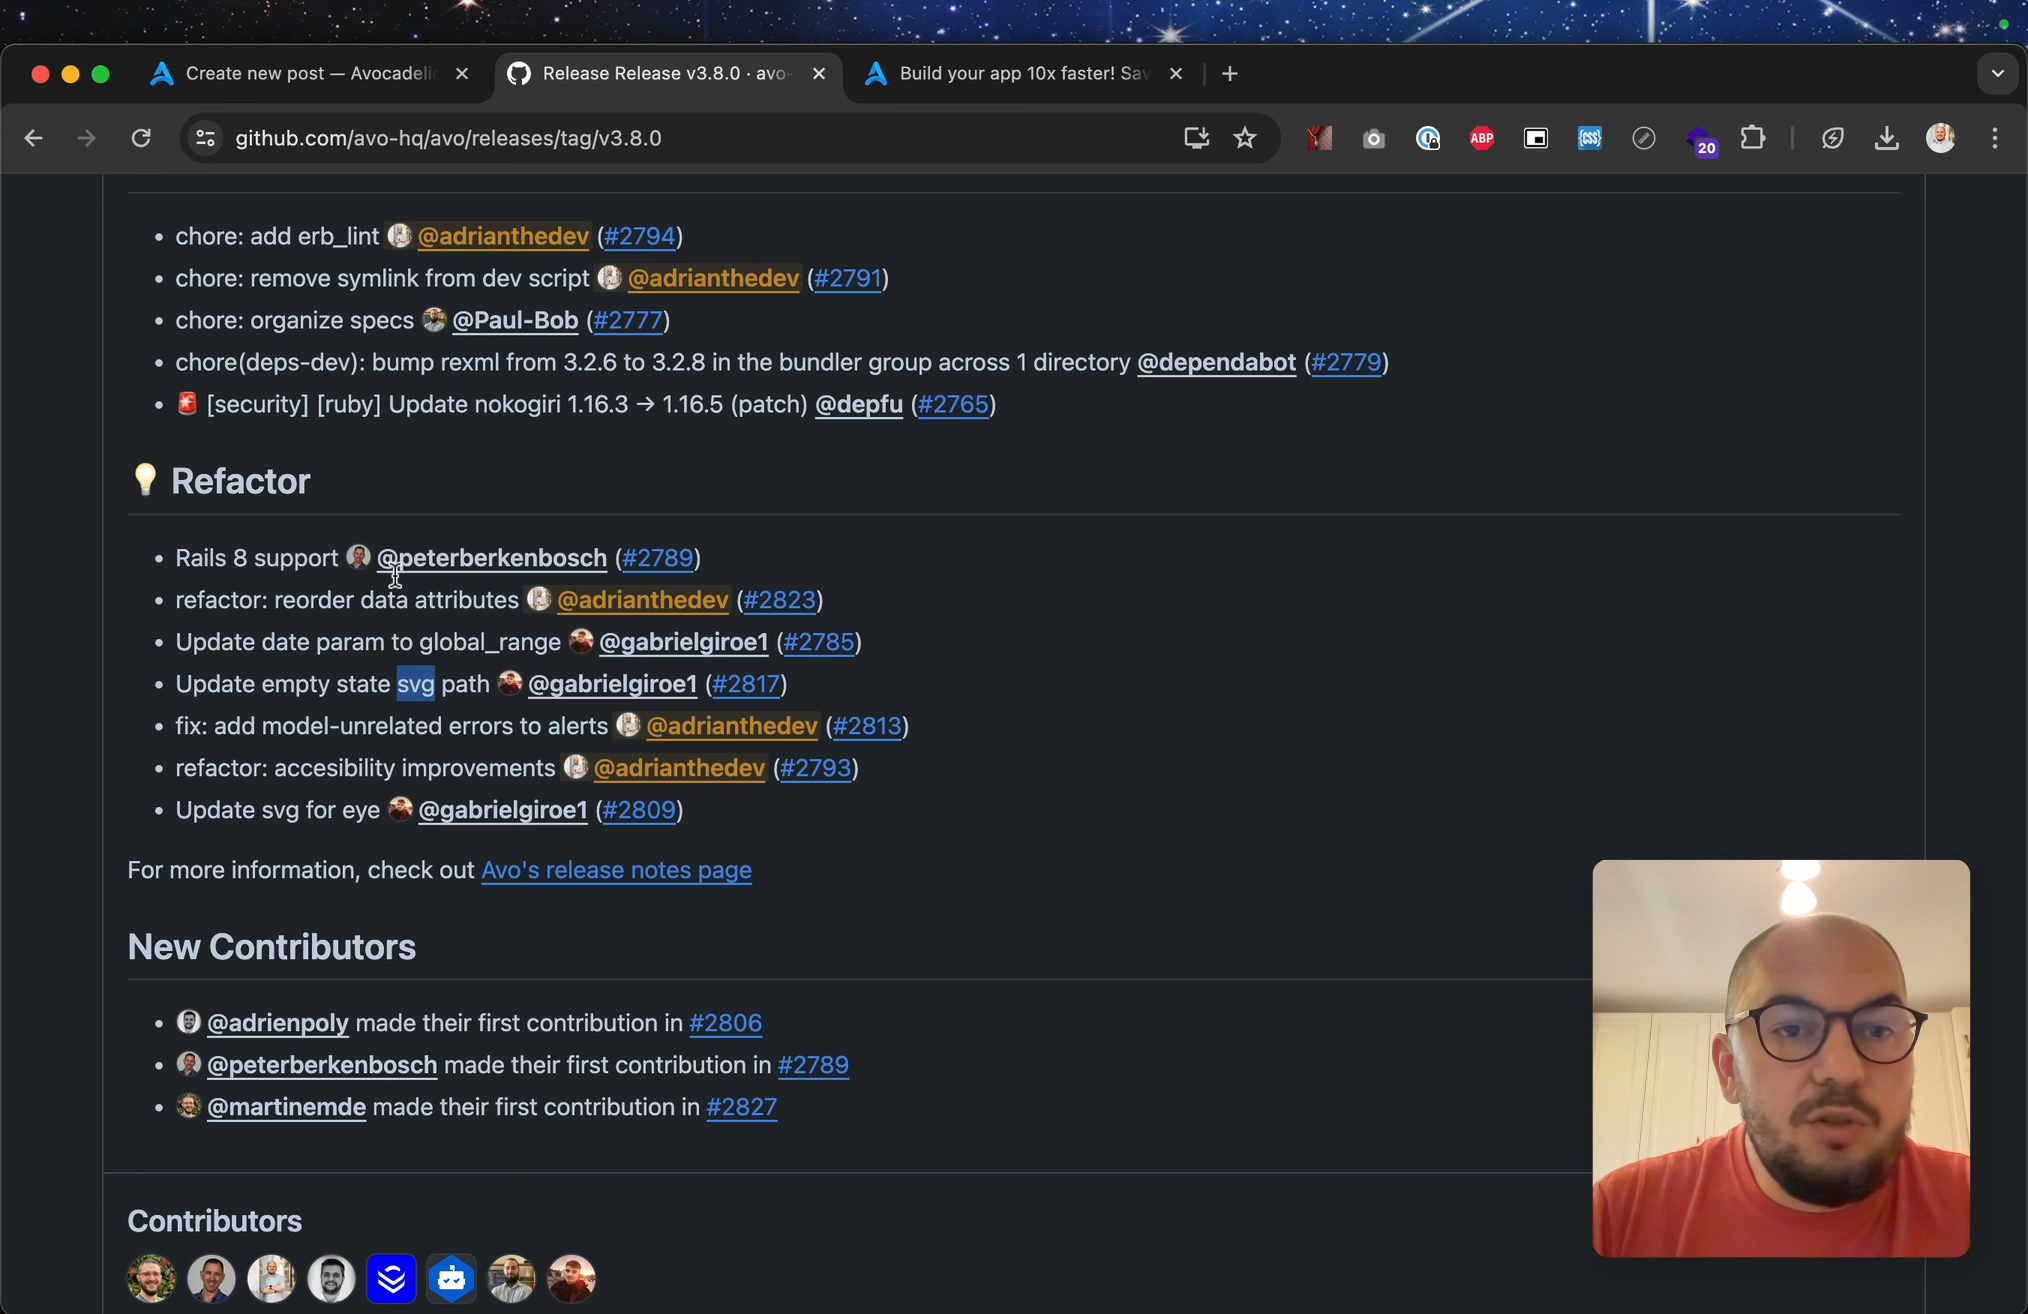 Create new post — Avocadeli
Release Release v3.8.0 · avo-
Build your app 10x faster! Sav
github.com/avo-hq/avo/releases/tag/v3.8.0
ABP
{css}
20
• chore: add erb_lint @adrianthedev (#2794)
• chore: remove symlink from dev script @adrianthedev (#2791)
• chore: organize specs @Paul-Bob (#2777)
• chore(deps-dev): bump rexml from 3.2.6 to 3.2.8 in the bundler group across 1 directory @dependabot (#2779)
• 🚨 [security] [ruby] Update nokogiri 1.16.3 → 1.16.5 (patch) @depfu (#2765)
💡 Refactor
• Rails 8 support @peterberkenbosch (#2789)
• refactor: reorder data attributes @adrianthedev (#2823)
• Update date param to global_range @gabrielgiroe1 (#2785)
• Update empty state svg path @gabrielgiroe1 (#2817)
• fix: add model-unrelated errors to alerts @adrianthedev (#2813)
• refactor: accesibility improvements @adrianthedev (#2793)
• Update svg for eye @gabrielgiroe1 (#2809)
For more information, check out Avo's release notes page
New Contributors
• @adrienpoly made their first contribution in #2806
• @peterberkenbosch made their first contribution in #2789
• @martinemde made their first contribution in #2827
Contributors